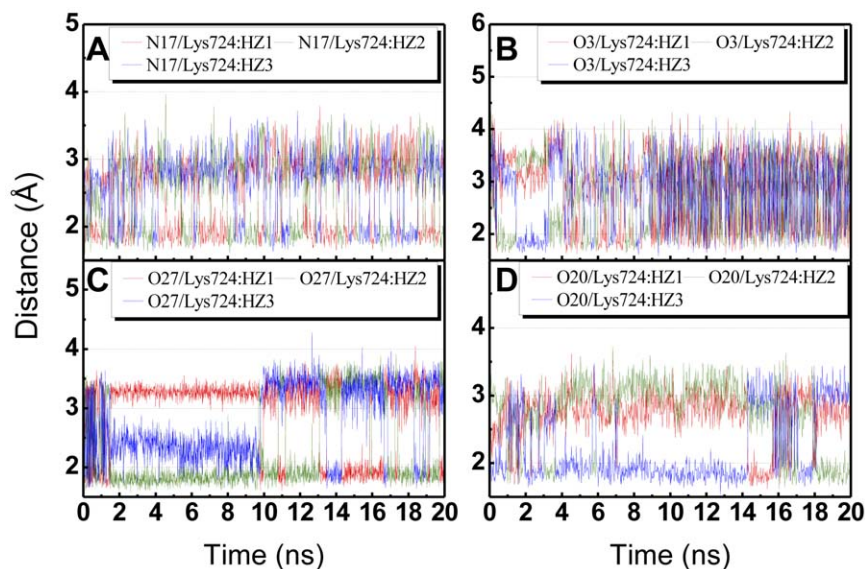 A
N17/Lys724:HZ1 N17/Lys724:HZ2
N17/Lys724:HZ3
B
O3/Lys724:HZ1 O3/Lys724:HZ2
O3/Lys724:HZ3
C
O27/Lys724:HZ1 O27/Lys724:HZ2
O27/Lys724:HZ3
D
O20/Lys724:HZ1 O20/Lys724:HZ2
O20/Lys724:HZ3
Distance (Å)
5
4
3
2
6
5
4
3
2
5
4
3
2
4
3
2
0 2 4 6 8 10 12 14 16 18 20
0 2 4 6 8 10 12 14 16 18 20
Time (ns)
Time (ns)